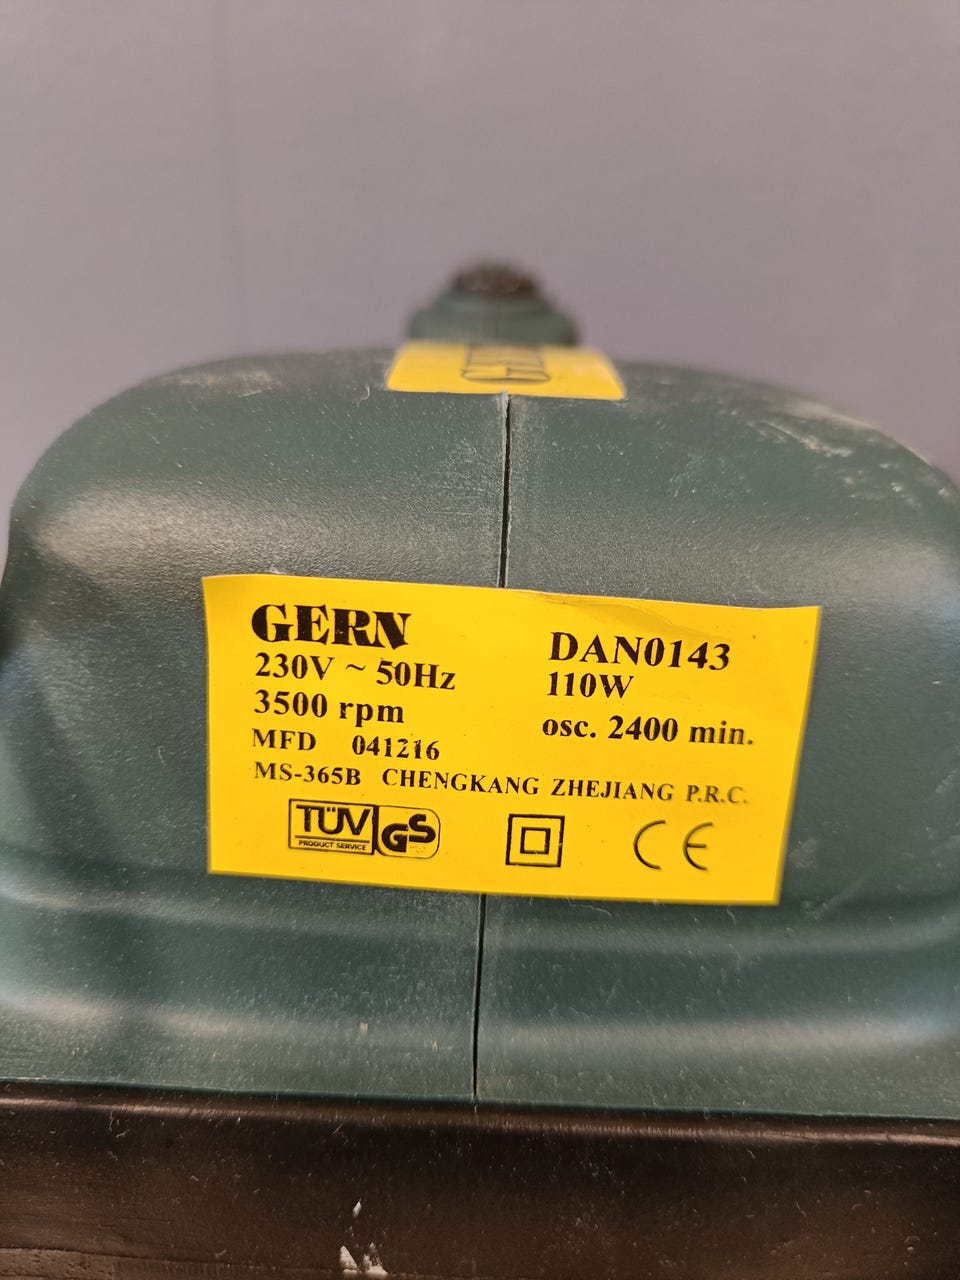 GERN
DAN0143
230V ~ 50Hz
110W
3500 rpm
osc. 2400 min.
MFD 041216
MS-365B CHENGKANG ZHEJIANG P.R.C.
TÜV
PRODUCT SERVICE
GS
CE